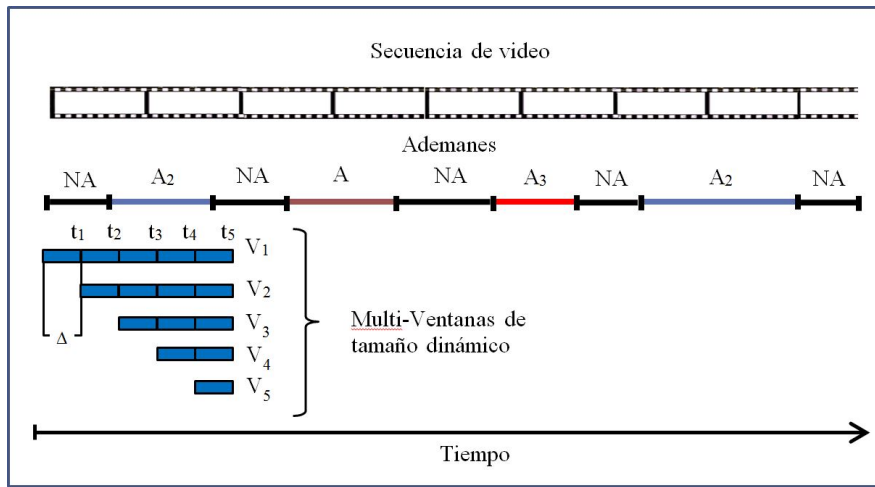 Secuencia de video
Ademanes
NA A₂ NA A NA A₃ NA A₂ NA
t₁ t₂ t₃ t₄ t₅
V₁
V₂
V₃
V₄
V₅
Δ
Multi-Ventanas de
tamaño dinámico
Tiempo